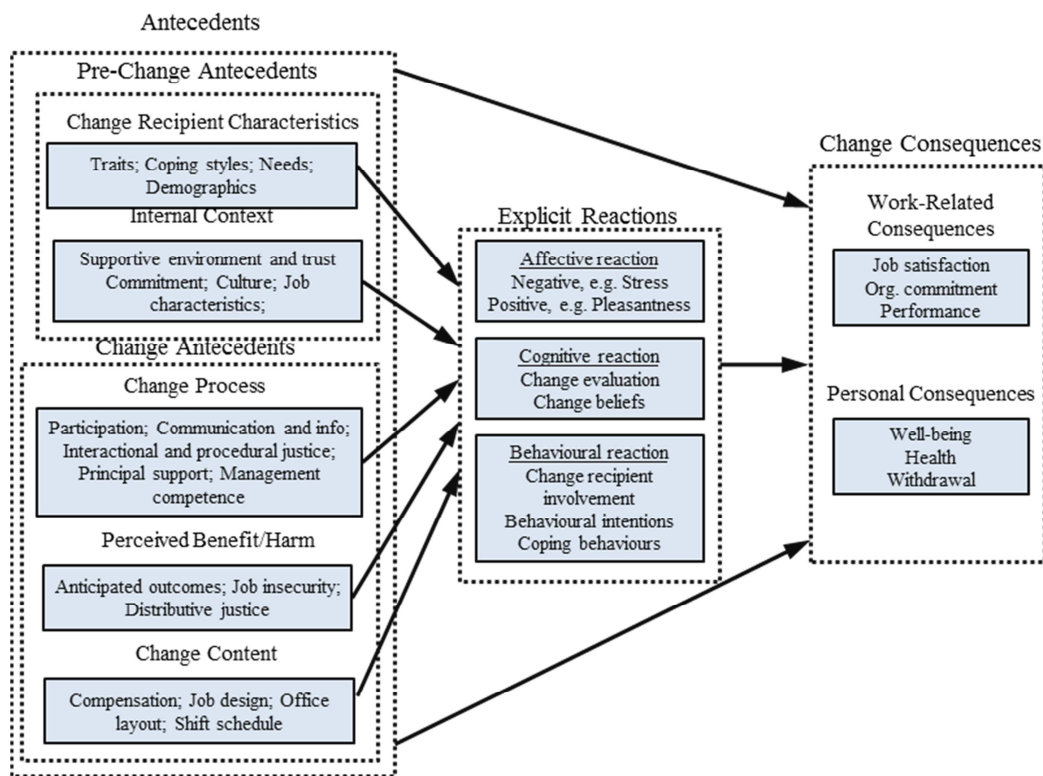 Antecedents
Pre-Change Antecedents
Change Recipient Characteristics
Traits; Coping styles; Needs;
Demographics
Internal Context
Supportive environment and trust
Commitment; Culture; Job
characteristics;
Change Antecedents
Change Process
Participation; Communication and info;
Interactional and procedural justice;
Principal support; Management
competence
Perceived Benefit/Harm
Anticipated outcomes; Job insecurity;
Distributive justice
Change Content
Compensation; Job design; Office
layout; Shift schedule
Explicit Reactions
Affective reaction
Negative, e.g. Stress
Positive, e.g. Pleasantness
Cognitive reaction
Change evaluation
Change beliefs
Behavioural reaction
Change recipient
involvement
Behavioural intentions
Coping behaviours
Change Consequences
Work-Related
Consequences
Job satisfaction
Org. commitment
Performance
Personal Consequences
Well-being
Health
Withdrawal